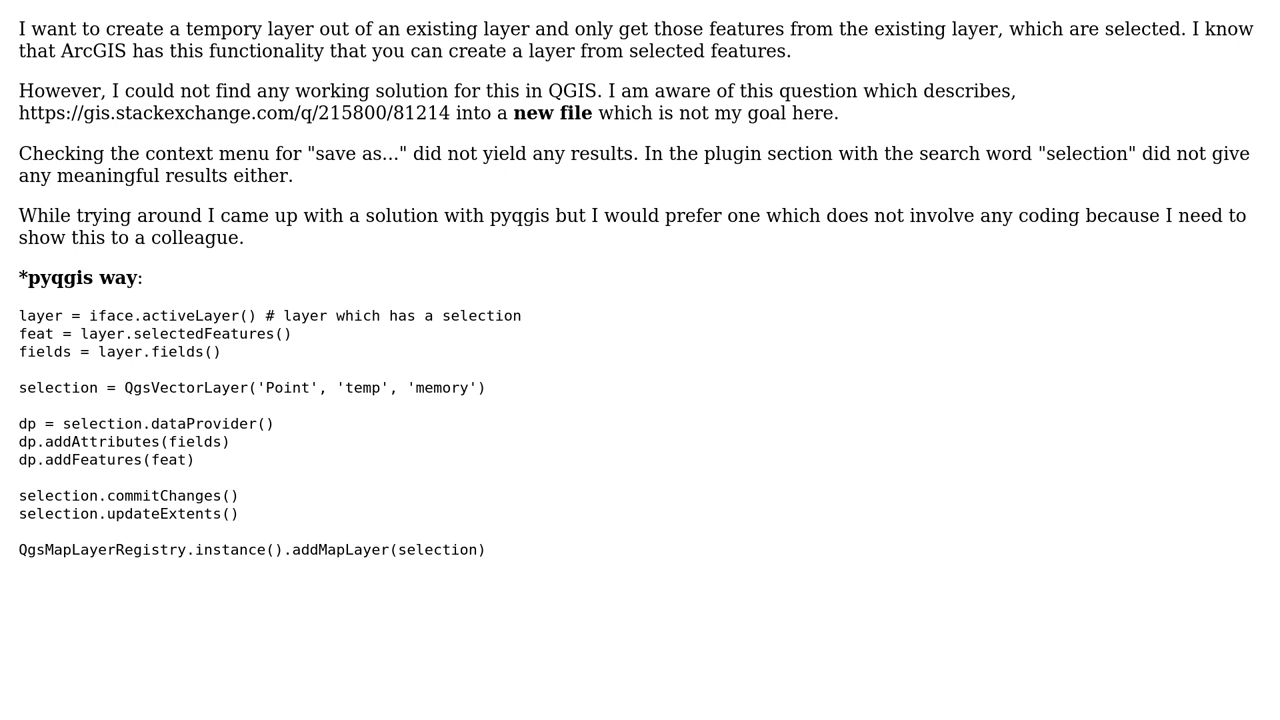 I want to create a tempory layer out of an existing layer and only get those features from the existing layer, which are selected. I know
that ArcGIS has this functionality that you can create a layer from selected features.
However, I could not find any working solution for this in QGIS. I am aware of this question which describes,
https://gis.stackexchange.com/q/215800/81214 into a new file which is not my goal here.
Checking the context menu for "save as..." did not yield any results. In the plugin section with the search word "selection" did not give
any meaningful results either.
While trying around I came up with a solution with pyqgis but I would prefer one which does not involve any coding because I need to
show this to a colleague.
*pyqgis way:
layer = iface.activeLayer() # layer which has a selection
feat = layer.selectedFeatures()
fields = layer.fields()
selection = QgsVectorLayer('Point', 'temp', 'memory')
dp = selection.dataProvider()
dp.addAttributes(fields)
dp.addFeatures(feat)
selection.commitChanges()
selection.updateExtents()
QgsMapLayerRegistry.instance().addMapLayer(selection)